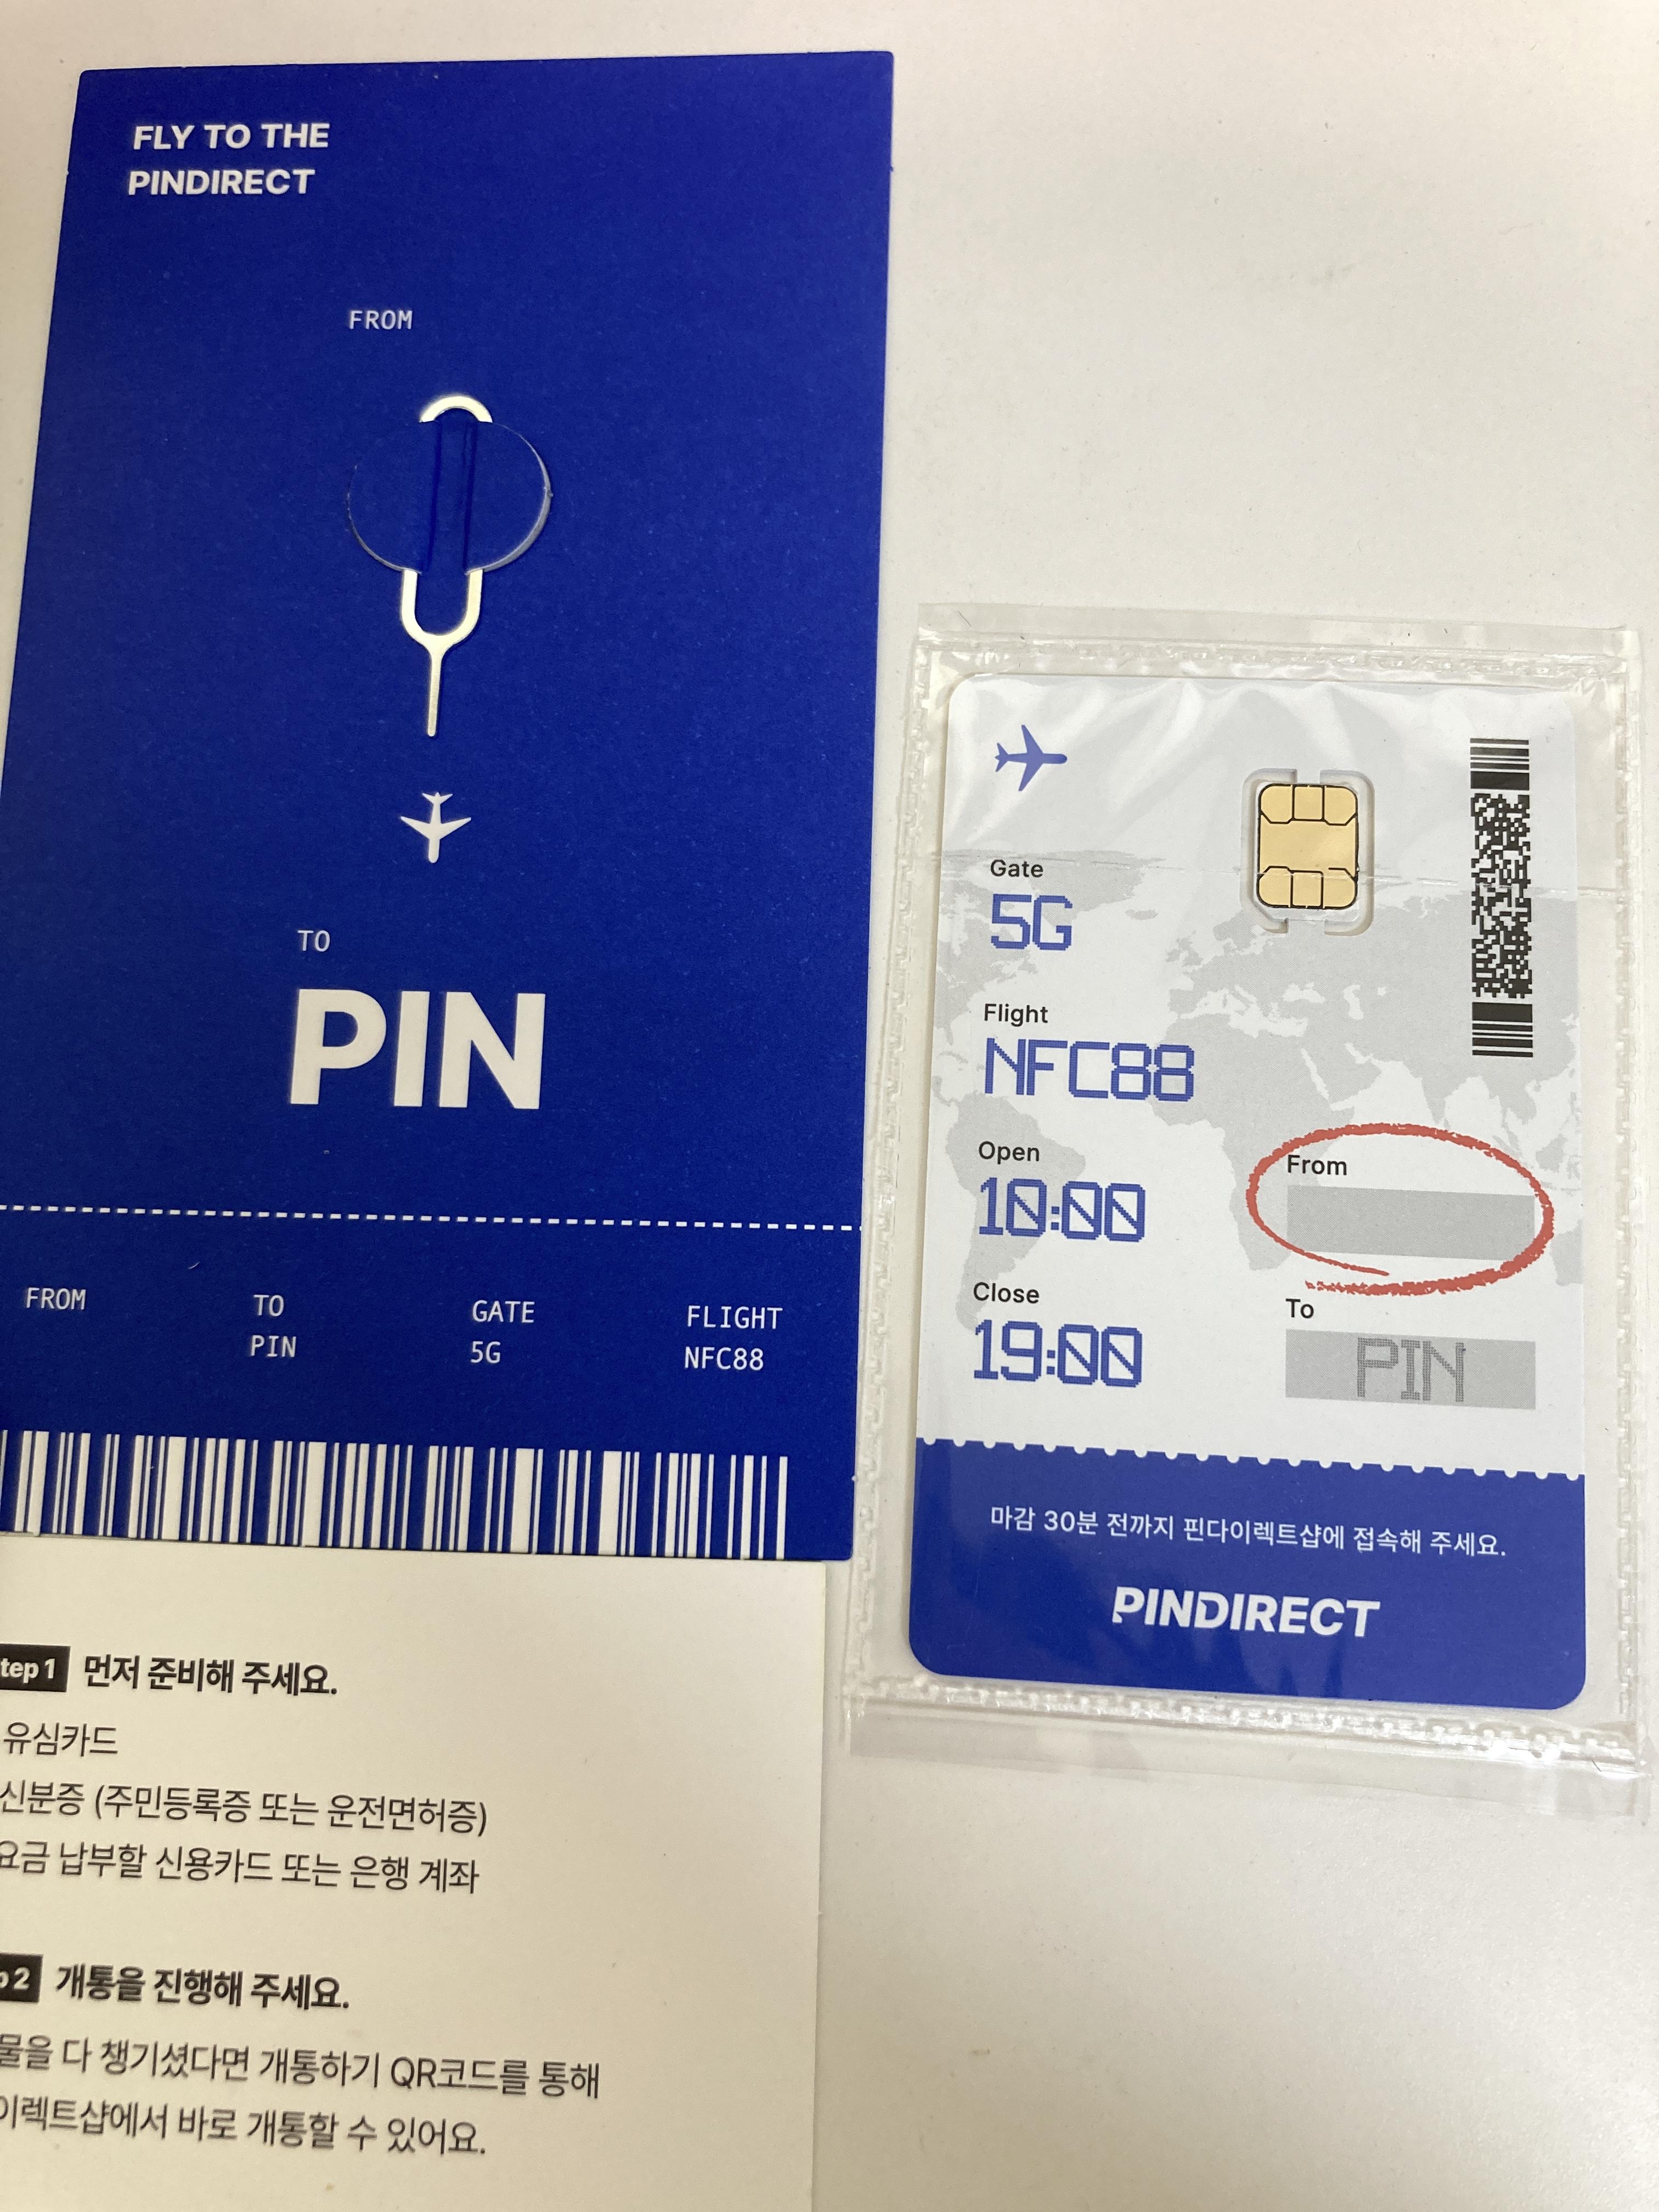 FLY TO THE
PINDIRECT
FROM
TO
PIN
FROM
TO
PIN
GATE
5G
FLIGHT
NFC88
Gate
5G
Flight
NFC88
Open
10:00
Close
19:00
From
To
PIN
마감 30분 전까지 핀다이렉트샵에 접속해 주세요.
PINDIRECT
tep 1 먼저 준비해 주세요.
유심카드
신분증 (주민등록증 또는 운전면허증)
요금 납부할 신용카드 또는 은행 계좌
p 2 개통을 진행해 주세요.
물을 다 챙기셨다면 개통하기 QR코드를 통해
이렉트샵에서 바로 개통할 수 있어요.